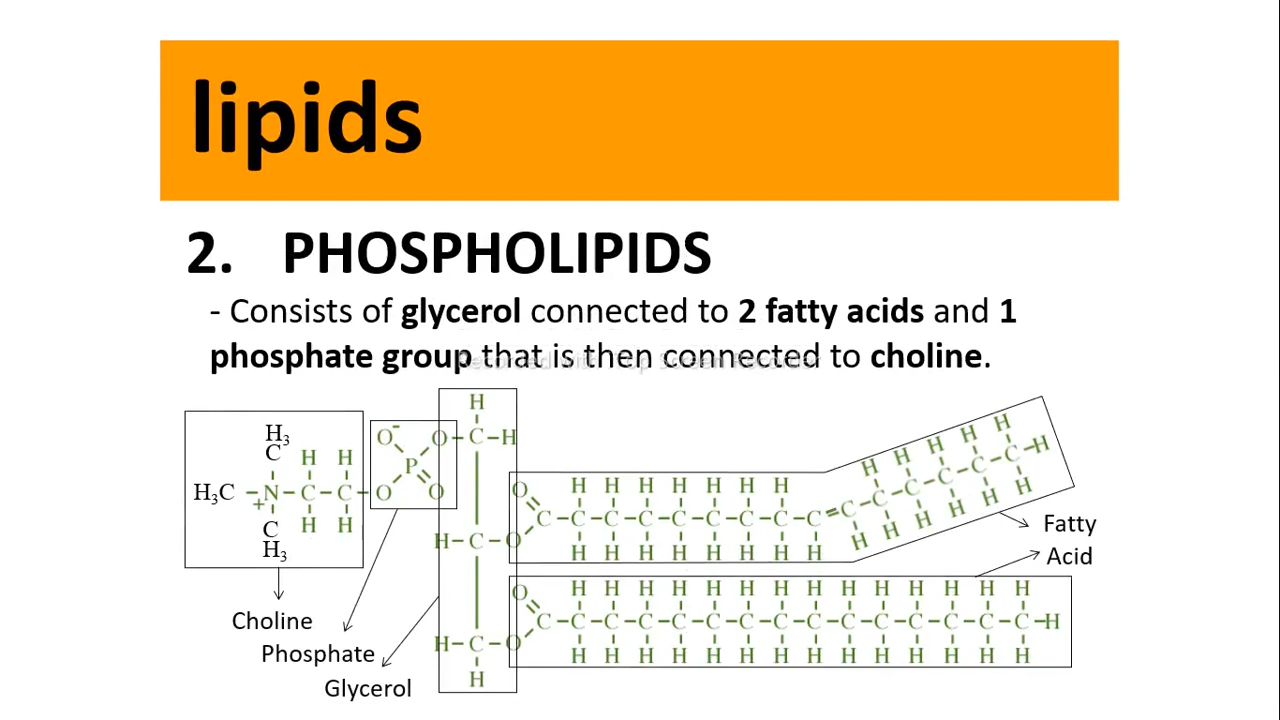 lipids
2. PHOSPHOLIPIDS
- Consists of glycerol connected to 2 fatty acids and 1
phosphate group that is then connected to choline.
H
H₃ O⁻ O–C–H H H H H H
C H H P C–H
H₃C –N–C–C–O O O H H H H H H H C C C C C
+ C H H C–C–C–C–C–C–C–C–C=C H H H H H
H₃ H–C–O H H H H H H H H H
Fatty
Acid
O H H H H H H H H H H H H H H
C–C–C–C–C–C–C–C–C–C–C–C–C–C–C–H
H–C–O H H H H H H H H H H H H H H
H
Choline
Phosphate
Glycerol